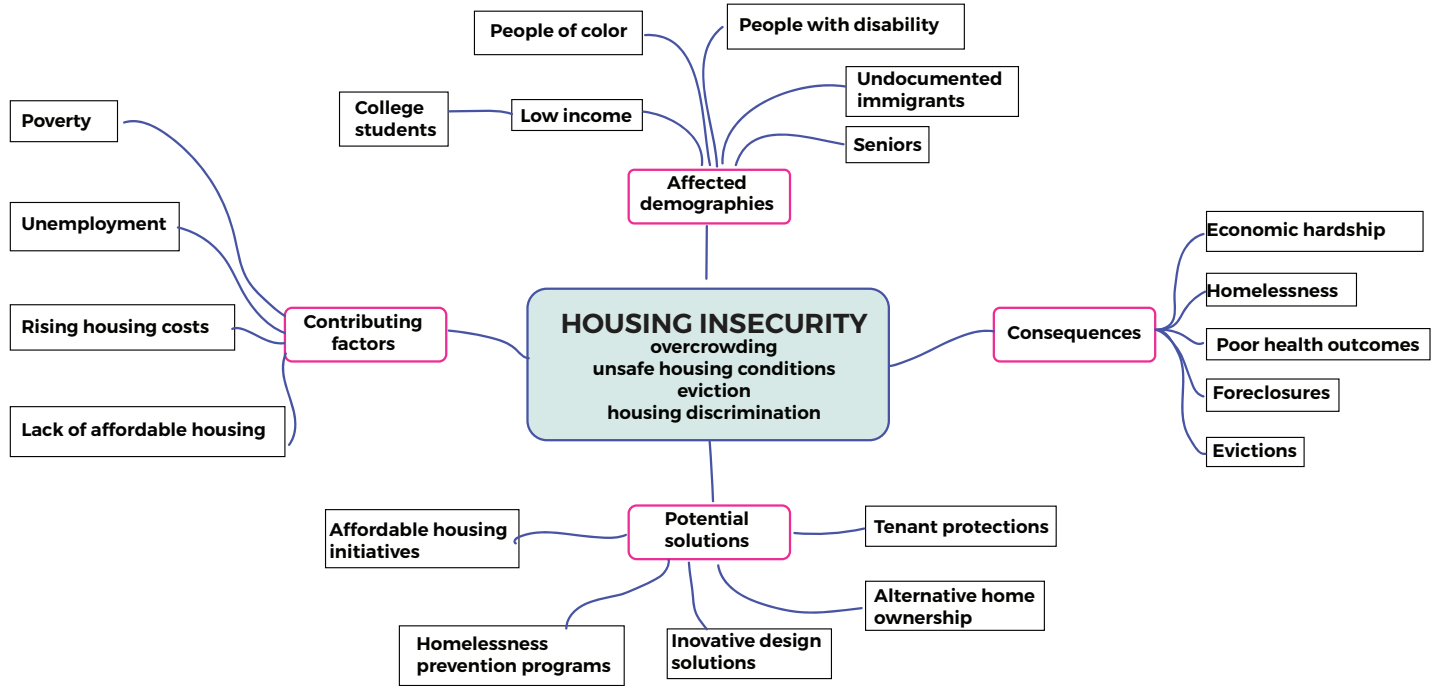 People of color
People with disability
Undocumented
immigrants
College
students
Low income
Seniors
Affected
demographies
Poverty
Unemployment
Rising housing costs
Lack of affordable housing
Contributing
factors
HOUSING INSECURITY
overcrowding
unsafe housing conditions
eviction
housing discrimination
Consequences
Economic hardship
Homelessness
Poor health outcomes
Foreclosures
Evictions
Potential
solutions
Affordable housing
initiatives
Homelessness
prevention programs
Inovative design
solutions
Alternative home
ownership
Tenant protections